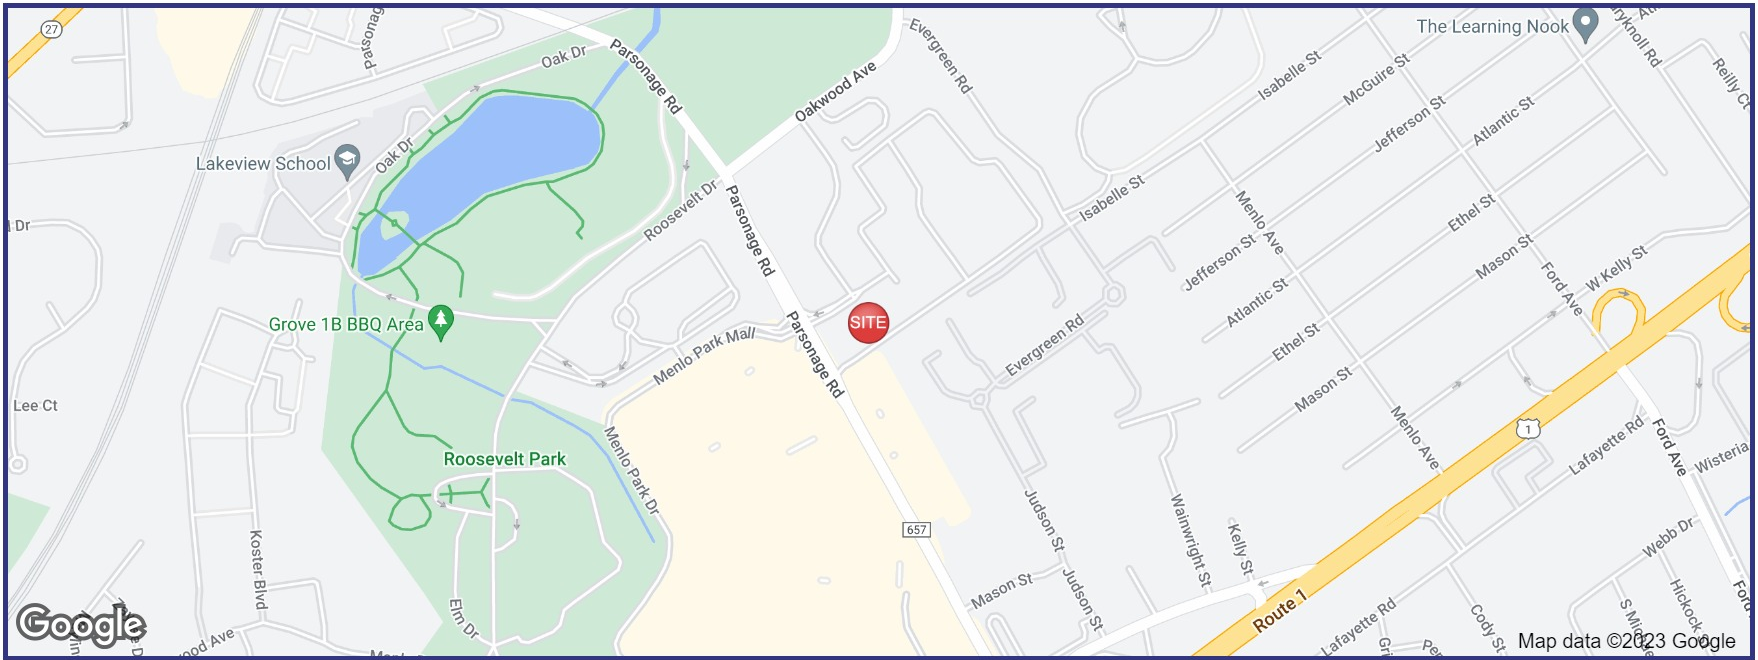 27
Parsonag
Oak Dr
Parsonage Rd
Oakwood Ave
Evergreen Rd
The Learning Nook
Isabelle St
McGuire St
Jefferson St
Atlantic St
Reilly Ct
Lakeview School
Oak Dr
Roosevelt Dr
Parsonage Rd
Isabelle St
Menlo Ave
Ethel St
Mason St
Jefferson St
Atlantic St
Ford Ave
W Kelly St
Grove 1B BBQ Area
SITE
Parsonage Rd
Menlo Park Mall
Evergreen Rd
Ethel St
Mason St
Lee Ct
Menlo Ave
1
Lafayette Rd
Ford Ave
Wisteria
Roosevelt Park
Menlo Park Dr
657
Judson St
Wainwright St
Kelly St
Webb Dr
Koster Blvd
Mason St
Judson St
Elm Dr
Route 1
Lafayette Rd
Cody St
Hickock S
Ford
Google
Map data ©2023 Google